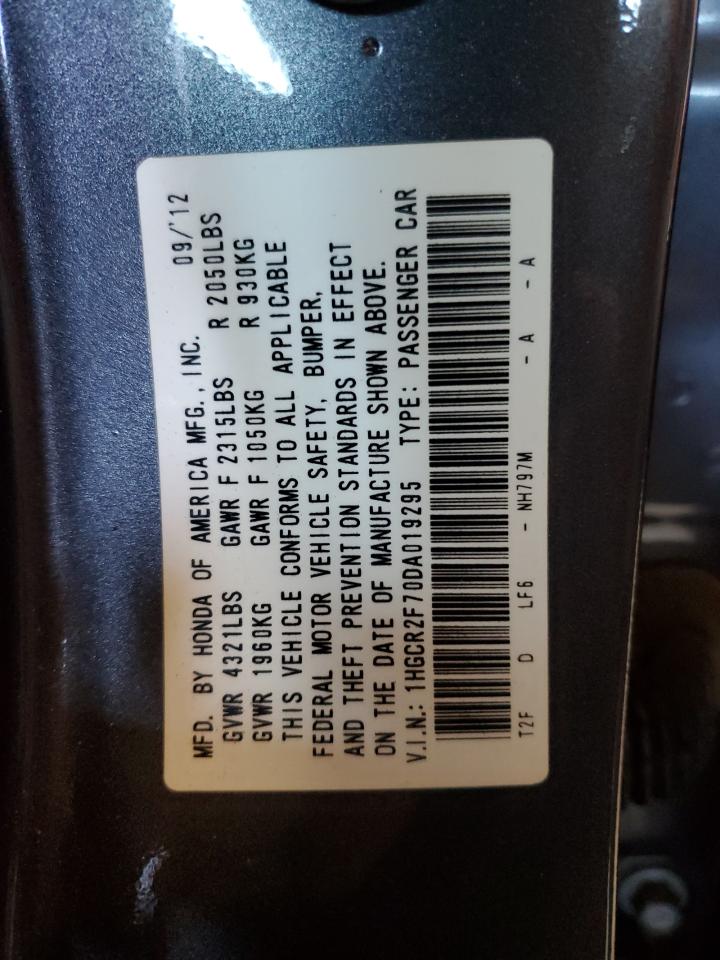 MFD. BY HONDA OF AMERICA MFG., INC. 09/'12
GVWR 4321LBS GAWR F 2315LBS R 2050LBS
GVWR 1960KG GAWR F 1050KG R 930KG
THIS VEHICLE CONFORMS TO ALL APPLICABLE
FEDERAL MOTOR VEHICLE SAFETY, BUMPER,
AND THEFT PREVENTION STANDARDS IN EFFECT
ON THE DATE OF MANUFACTURE SHOWN ABOVE.
V.I.N.: 1HGCR2F70DA019295 TYPE: PASSENGER CAR
T2F D LF6 - NH797M - A - A